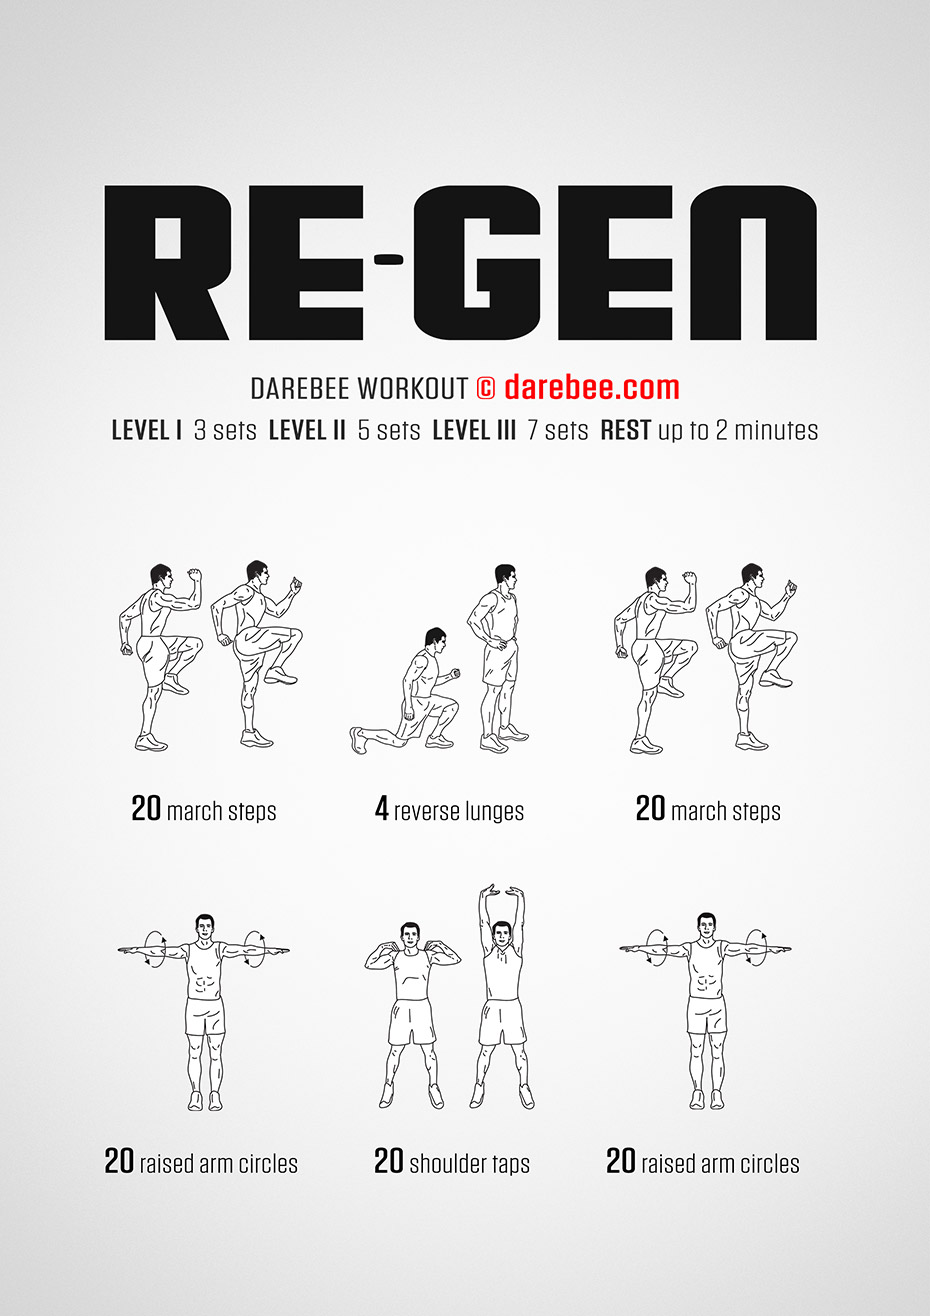 RE-GEN
DAREBEE WORKOUT © darebee.com
LEVEL I 3 sets LEVEL II 5 sets LEVEL III 7 sets REST up to 2 minutes
20 march steps
4 reverse lunges
20 march steps
20 raised arm circles
20 shoulder taps
20 raised arm circles